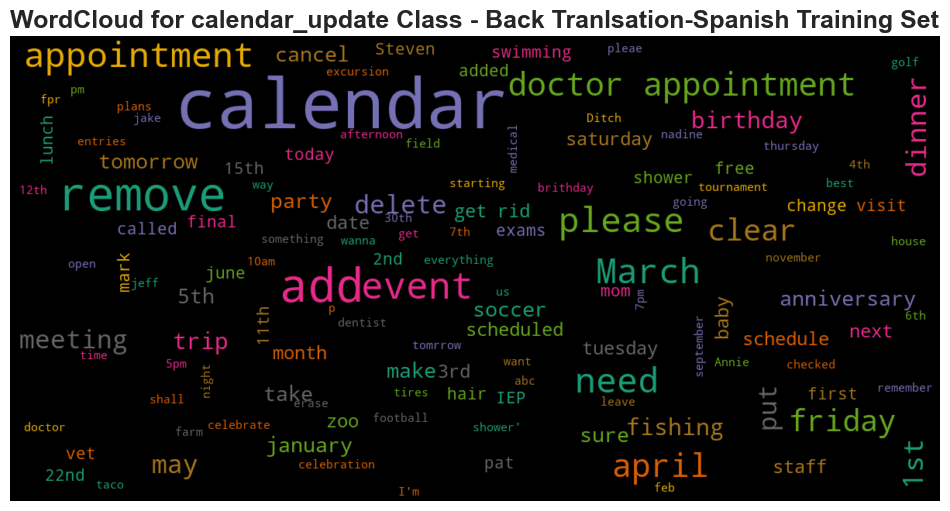 WordCloud for calendar_update Class - Back Tranlsation-Spanish Training Set
appointment cancel Steven swimming pleae golf
excursion added
calendar doctor appointment
fpr pm plans jake
lunch entries afternoon field medical Ditch nadine birthday thursday dinner
saturday
tomorrow 15th today
12th remove way starting brithday shower free tournament 4th best
party delete 30th get rid going change visit
called final date exams please clear house
something wanna get 7th
open mark jeff june 10am 2nd everything March november
5th add event us mom 7pm anniversary
soccer 6th
11th p dentist scheduled baby schedule next
meeting trip tomrrow tuesday september
time 5pm month make 3rd want Annie checked
night take tires hair abc IEP need put first remember
shall erase leave
doctor farm celebrate zoo football shower' sure fishing friday
vet january
22nd may celebration pat april staff 1st
taco I'm feb